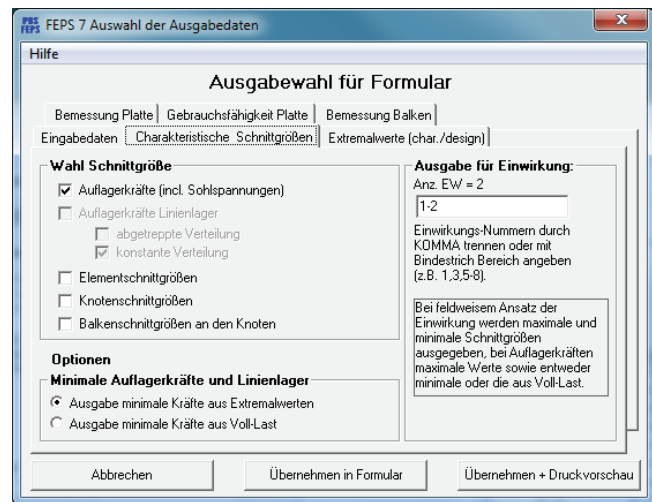 PBS FEPS FEPS 7 Auswahl der Ausgabedaten
Hilfe
Ausgabewahl für Formular
Bemessung Platte Gebrauchsfähigkeit Platte Bemessung Balken
Eingabedaten Charakteristische Schnittgrößen Extremalwerte (char./design)
Wahl Schnittgröße
Auflagerkräfte (incl. Sohlspannungen)
Auflagerkräfte Linienlager
abgetreppte Verteilung
konstante Verteilung
Elementschnittgrößen
Knotenschnittgrößen
Balkenschnittgrößen an den Knoten
Optionen
Minimale Auflagerkräfte und Linienlager
Ausgabe minimale Kräfte aus Extremalwerten
Ausgabe minimale Kräfte aus Voll-Last
Ausgabe für Einwirkung:
Anz. EW = 2
1-2
Einwirkungs-Nummern durch
KOMMA trennen oder mit
Bindestrich Bereich angeben
(z.B. 1,3,5-8).
Bei feldweisem Ansatz der
Einwirkung werden maximale und
minimale Schnittgrößen
ausgegeben, bei Auflagerkräften
maximale Werte sowie entweder
minimale oder die aus Voll-Last.
Abbrechen Übernehmen in Formular Übernehmen + Druckvorschau